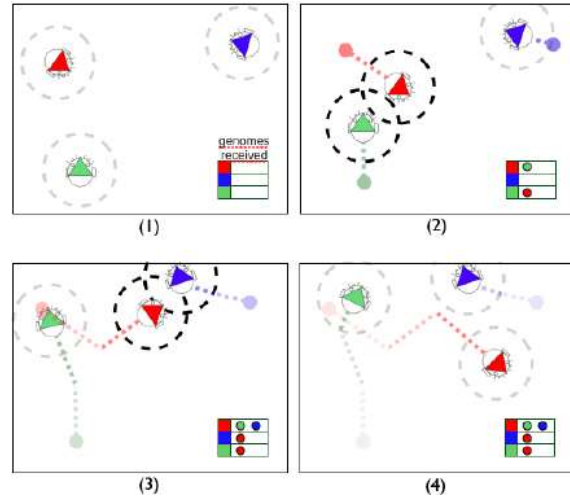 genomes
received
(1)
(2)
(3)
(4)